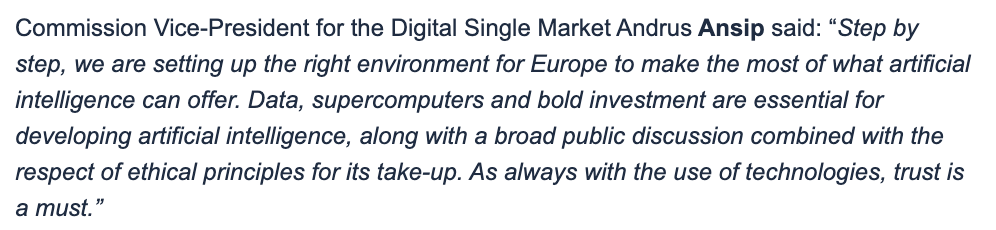 Commission Vice-President for the Digital Single Market Andrus Ansip said: “Step by
step, we are setting up the right environment for Europe to make the most of what artificial
intelligence can offer. Data, supercomputers and bold investment are essential for
developing artificial intelligence, along with a broad public discussion combined with the
respect of ethical principles for its take-up. As always with the use of technologies, trust is
a must.”